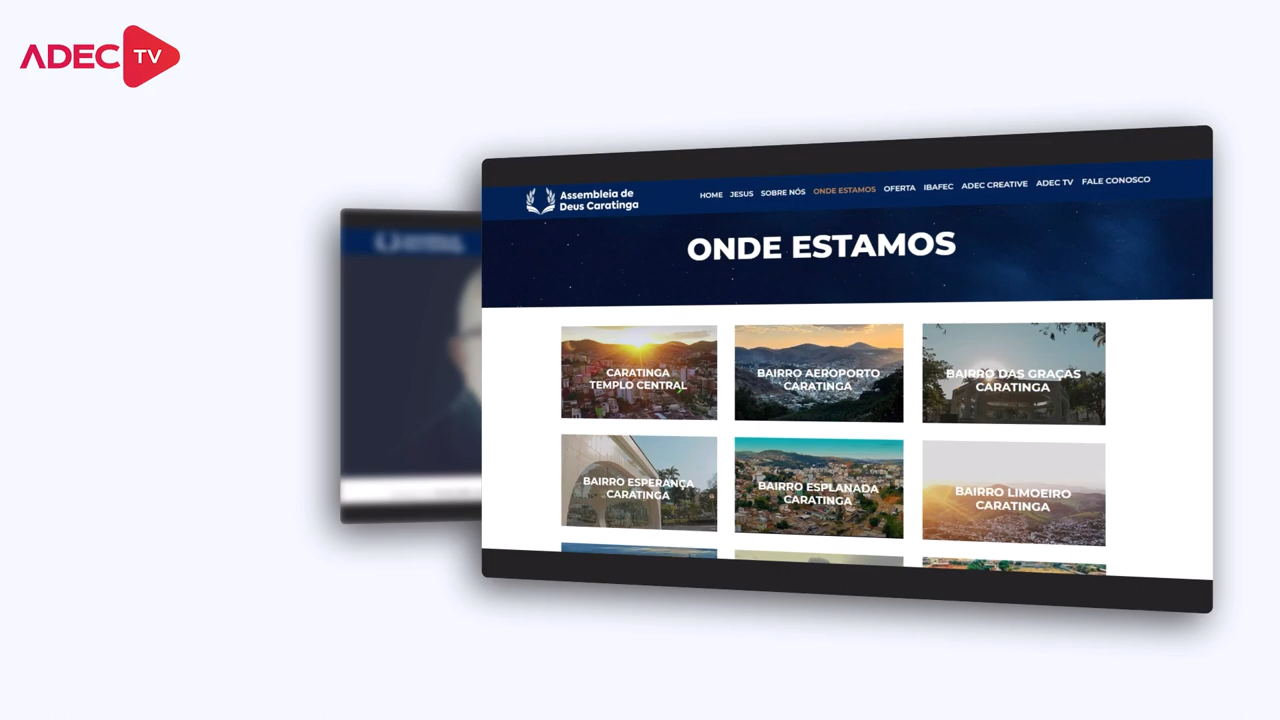 ADEC TV
Assembleia de
Deus Caratinga
HOME JESUS SOBRE NÓS ONDE ESTAMOS OFERTA IBAFEC ADEC CREATIVE ADEC TV FALE CONOSCO
ONDE ESTAMOS
CARATINGA
TEMPLO CENTRAL
BAIRRO AEROPORTO
CARATINGA
BAIRRO DAS GRAÇAS
CARATINGA
BAIRRO ESPERANÇA
CARATINGA
BAIRRO ESPLANADA
CARATINGA
BAIRRO LIMOEIRO
CARATINGA